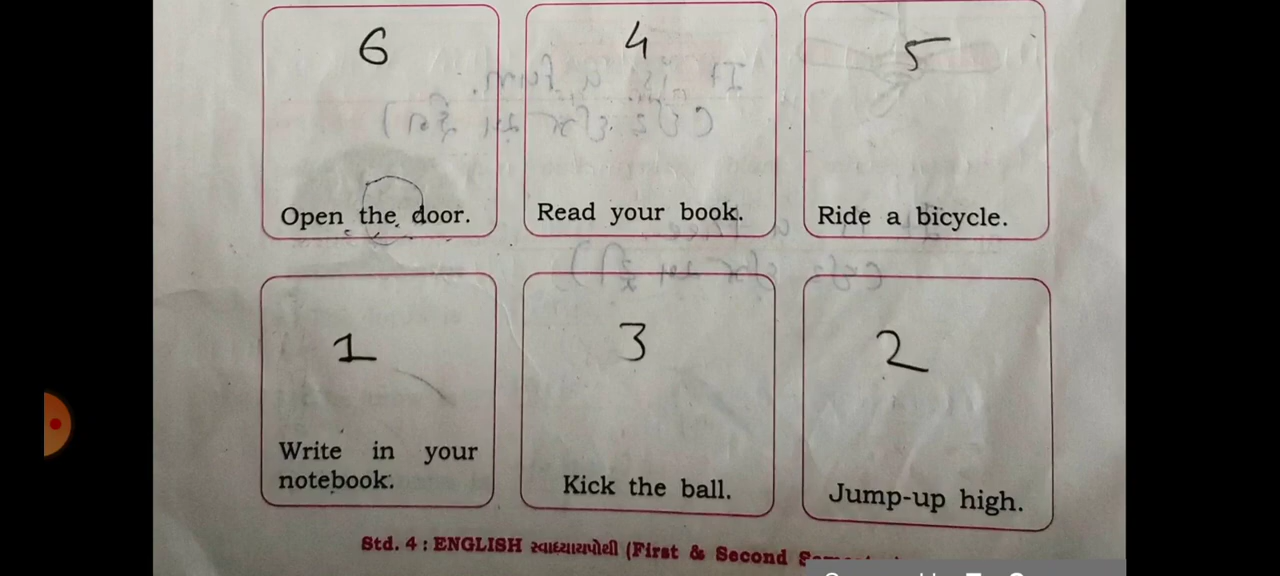 6
4
5
Open the door.
Read your book.
Ride a bicycle.
1
3
2
Write in your
notebook.
Kick the ball.
Jump-up high.
Std. 4 : ENGLISH સ્વાધ્યાયપોથી (First & Second